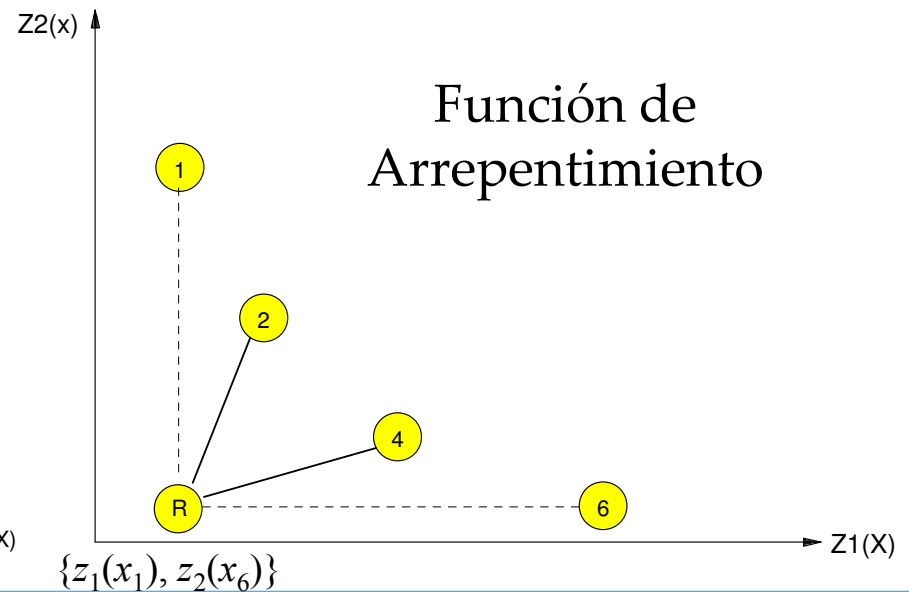 Z2(x)
Función de
Arrepentimiento
1
2
4
R
6
X)
Z1(X)
{z₁(x₁), z₂(x₆)}